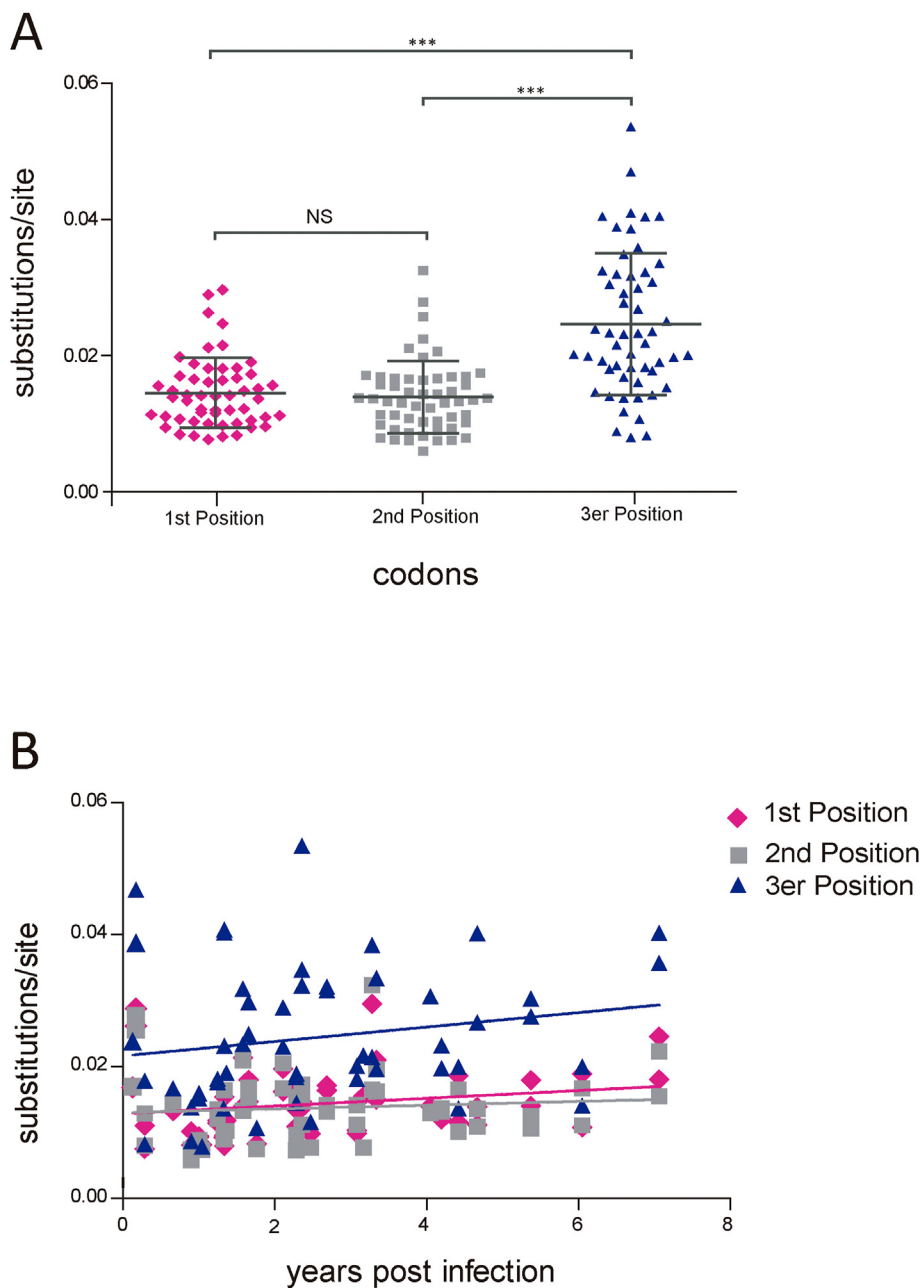 A
***
***
NS
0.06
0.04
0.02
0.00
substitutions/site
1st Position
2nd Position
3er Position
codons
B
0.06
0.04
0.02
0.00
substitutions/site
0
2
4
6
8
years post infection
1st Position
2nd Position
3er Position